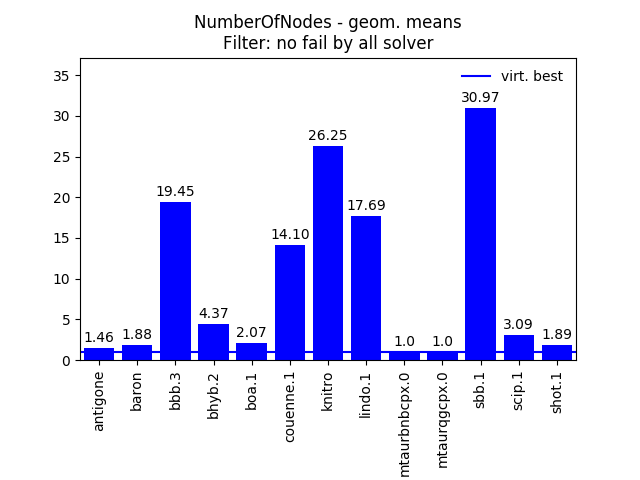 NumberOfNodes - geom. means
Filter: no fail by all solver
virt. best
35
30
25
20
15
10
5
0
1.46
1.88
19.45
4.37
2.07
14.10
26.25
17.69
1.0
1.0
30.97
3.09
1.89
antigone
baron
bbb.3
bhyb.2
boa.1
couenne.1
knitro
lindo.1
mtaurbnbcpx.0
mtaurqgcpx.0
sbb.1
scip.1
shot.1